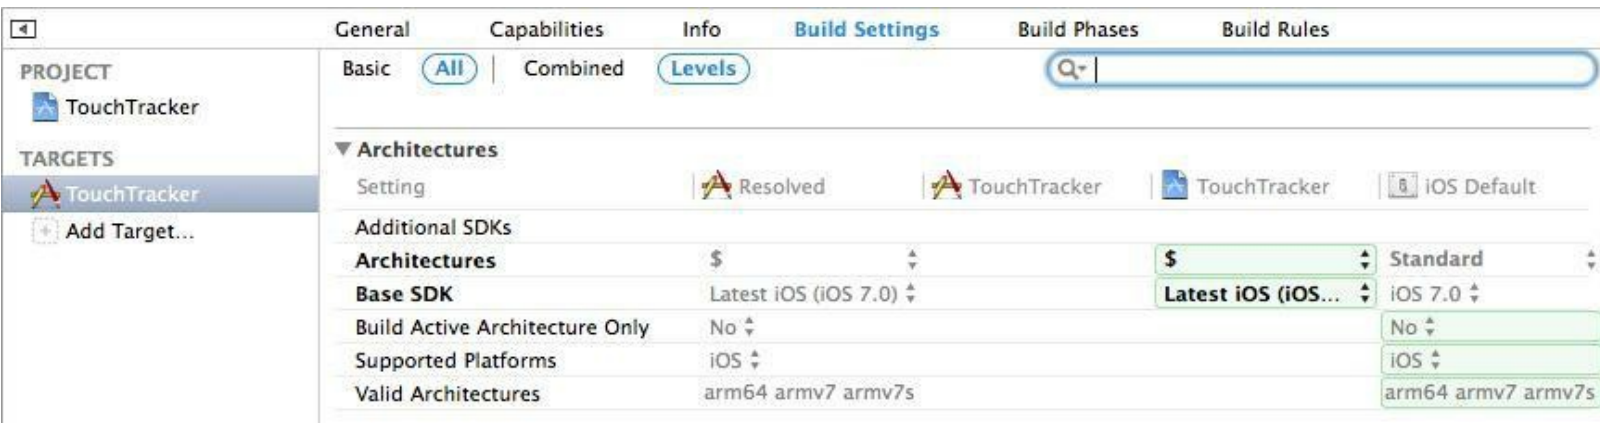 General Capabilities Info Build Settings Build Phases Build Rules
PROJECT
TouchTracker
TARGETS
TouchTracker
Add Target...
Basic All Combined Levels
Architectures
Setting Resolved TouchTracker TouchTracker iOS Default
Additional SDKs
Architectures $ $ Standard
Base SDK Latest iOS (iOS 7.0) Latest iOS (iOS... iOS 7.0
Build Active Architecture Only No No
Supported Platforms iOS iOS
Valid Architectures arm64 armv7 armv7s arm64 armv7 armv7s